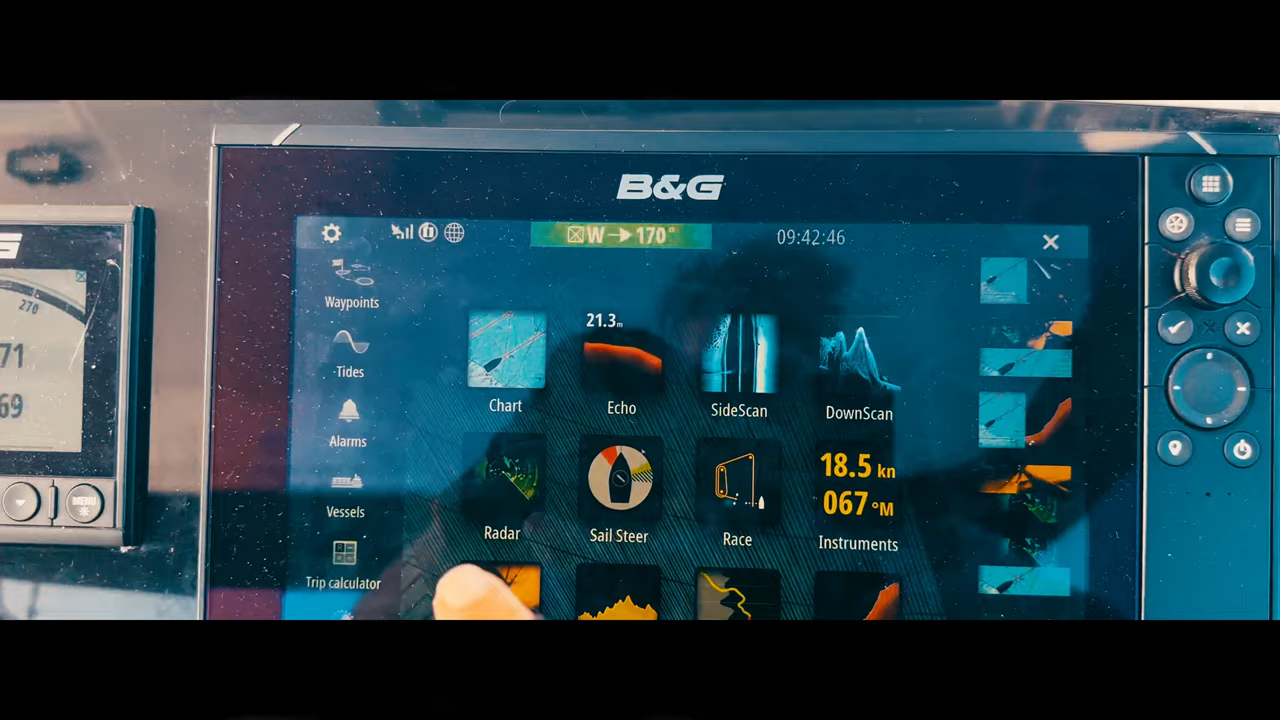 B&G
W 170°
09:42:46
Waypoints
Tides
Alarms
Vessels
Trip calculator
21.3m
Chart
Echo
SideScan
DownScan
18.5 kn
067 °M
Radar
Sail Steer
Race
Instruments
G
270
71
69
MENU